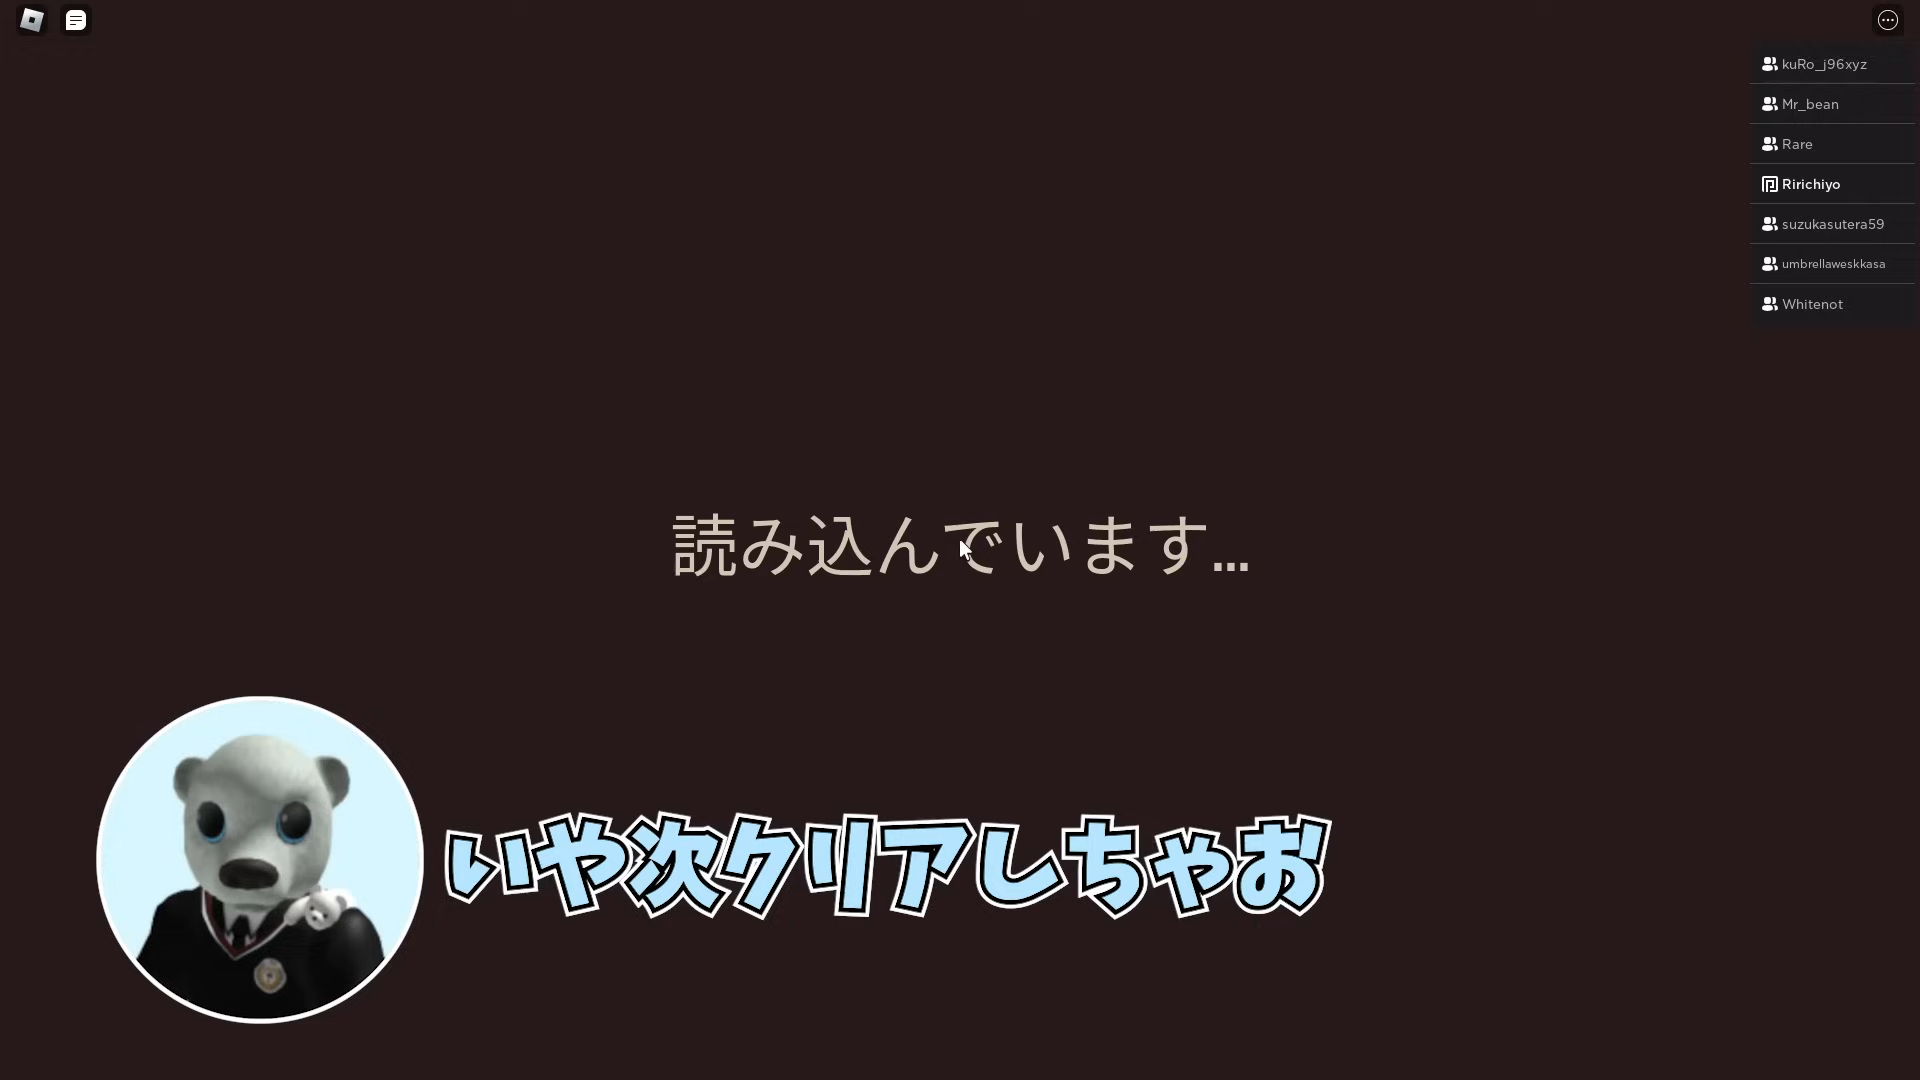 kuRo_j96xyz
Mr_bean
Rare
Ririchiyo
suzukasutera59
umbrellaweskkasa
Whitenot
読み込んでいます...
いや次クリアしちゃお